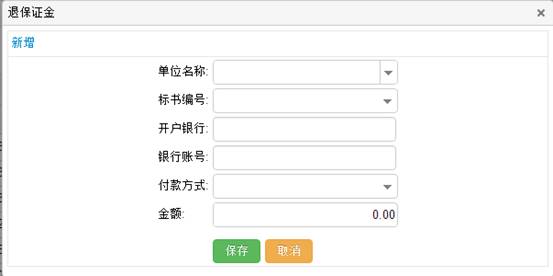 退保证金
新增
单位名称:
标书编号:
开户银行:
银行账号:
付款方式:
金额: 0.00
保存 取消